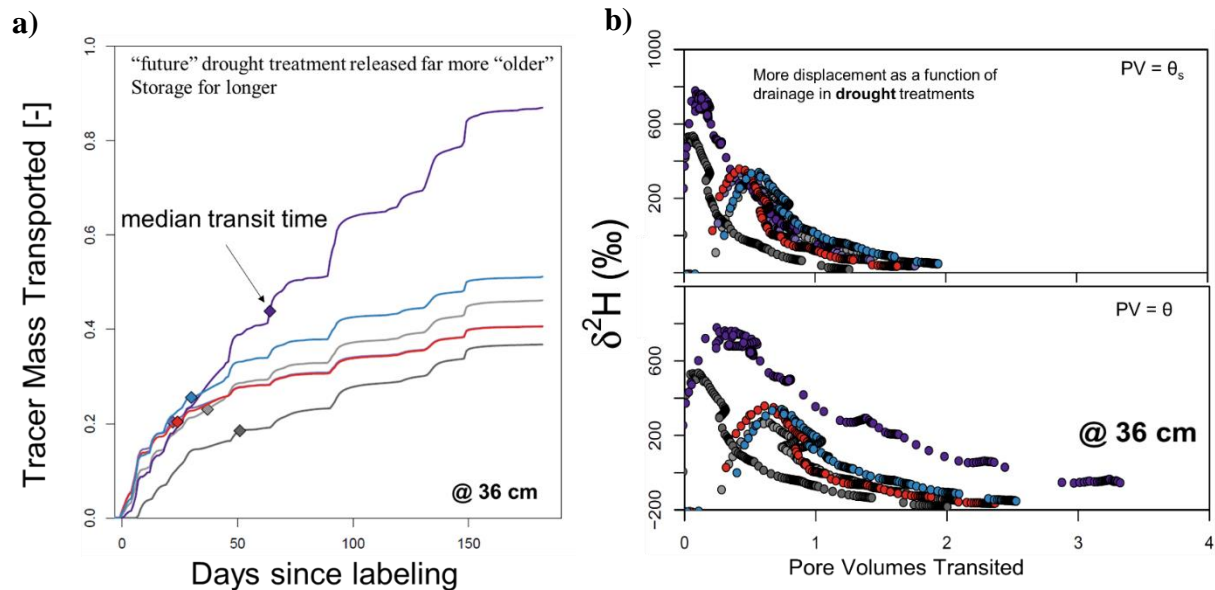 a)
Tracer Mass Transported [-]
1.0
0.8
0.6
0.4
0.2
0.0
“future” drought treatment released far more “older”
Storage for longer
median transit time
@ 36 cm
0
50
100
150
Days since labeling
b)
δ²H (‰)
1000
600
200
More displacement as a function of
drainage in drought treatments
PV = θs
600
200
−200
PV = θ
@ 36 cm
0
1
2
3
4
Pore Volumes Transited